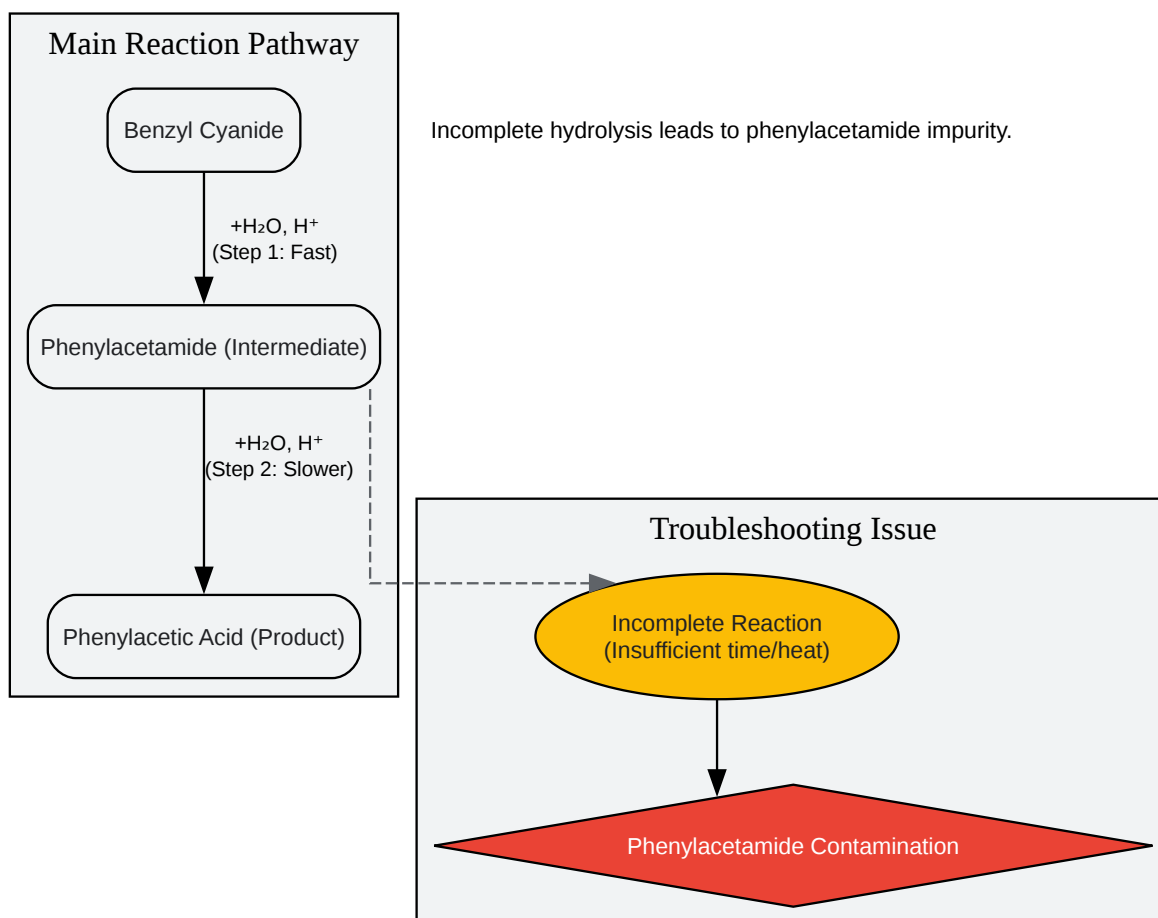 Main Reaction Pathway
Benzyl Cyanide
Incomplete hydrolysis leads to phenylacetamide impurity.
+H₂O, H⁺
(Step 1: Fast)
Phenylacetamide (Intermediate)
+H₂O, H⁺
(Step 2: Slower)
Phenylacetic Acid (Product)
Troubleshooting Issue
Incomplete Reaction
(Insufficient time/heat)
Phenylacetamide Contamination